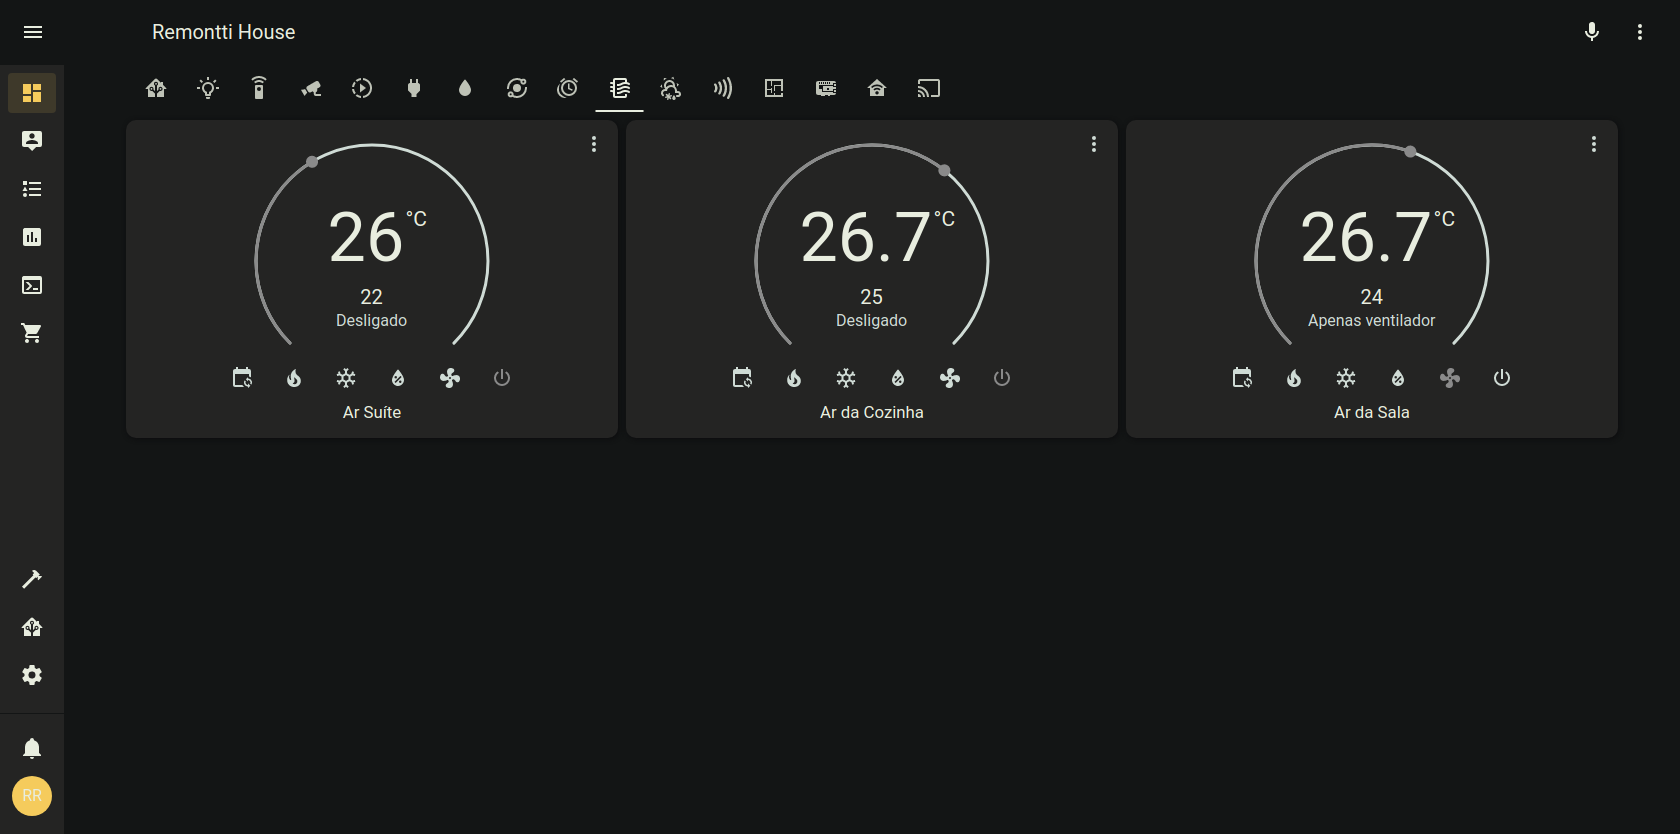 Remontti House
26 °C
22
Desligado
Ar Suíte
26.7 °C
25
Desligado
Ar da Cozinha
26.7 °C
24
Apenas ventilador
Ar da Sala
RR